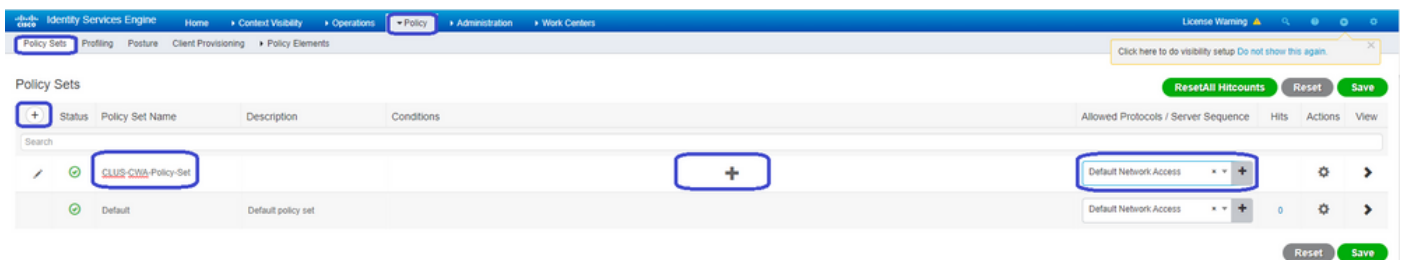 cisco Identity Services Engine Home Context Visibility Operations Policy Administration Work Centers License Warning
Policy Sets Profiling Posture Client Provisioning Policy Elements
Click here to do visibility setup Do not show this again.
Policy Sets
ResetAll Hitcounts Reset Save
+ Status Policy Set Name Description Conditions Allowed Protocols / Server Sequence Hits Actions View
Search
CLUS-CWA-Policy-Set + Default Network Access × +
Default Default policy set Default Network Access × + 0
Reset Save